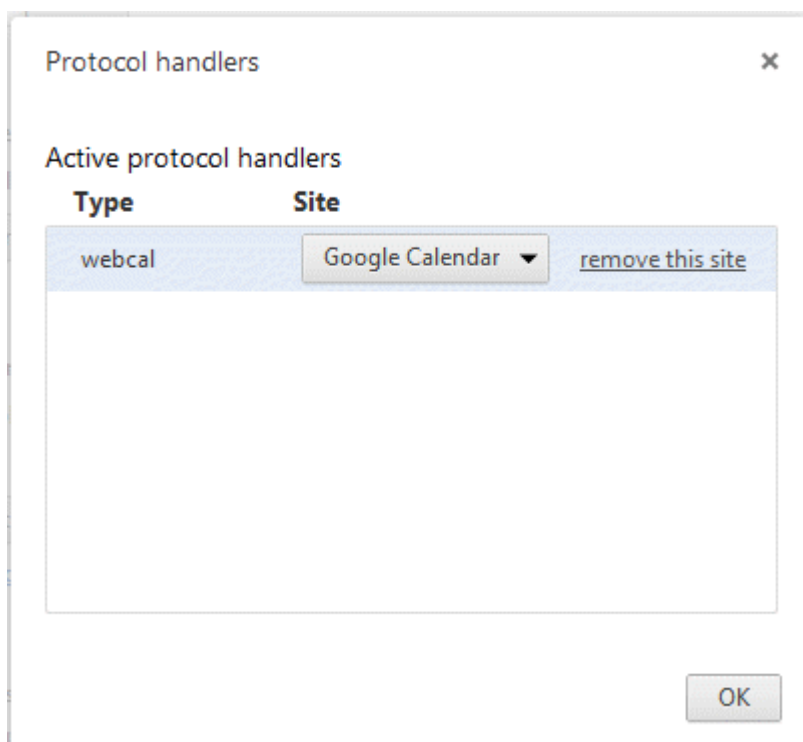 Protocol handlers ×
Active protocol handlers
Type Site
webcal Google Calendar remove this site
OK